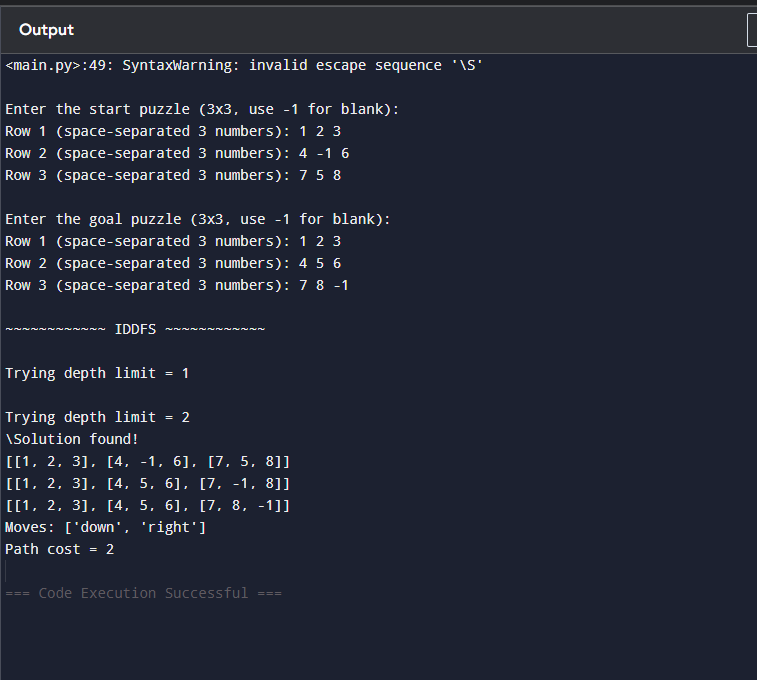 Output
<main.py>:49: SyntaxWarning: invalid escape sequence '\S'
Enter the start puzzle (3x3, use -1 for blank):
Row 1 (space-separated 3 numbers): 1 2 3
Row 2 (space-separated 3 numbers): 4 -1 6
Row 3 (space-separated 3 numbers): 7 5 8
Enter the goal puzzle (3x3, use -1 for blank):
Row 1 (space-separated 3 numbers): 1 2 3
Row 2 (space-separated 3 numbers): 4 5 6
Row 3 (space-separated 3 numbers): 7 8 -1
~~~~~~~~~~~~ IDDFS ~~~~~~~~~~~~
Trying depth limit = 1
Trying depth limit = 2
\Solution found!
[[1, 2, 3], [4, -1, 6], [7, 5, 8]]
[[1, 2, 3], [4, 5, 6], [7, -1, 8]]
[[1, 2, 3], [4, 5, 6], [7, 8, -1]]
Moves: ['down', 'right']
Path cost = 2
=== Code Execution Successful ===